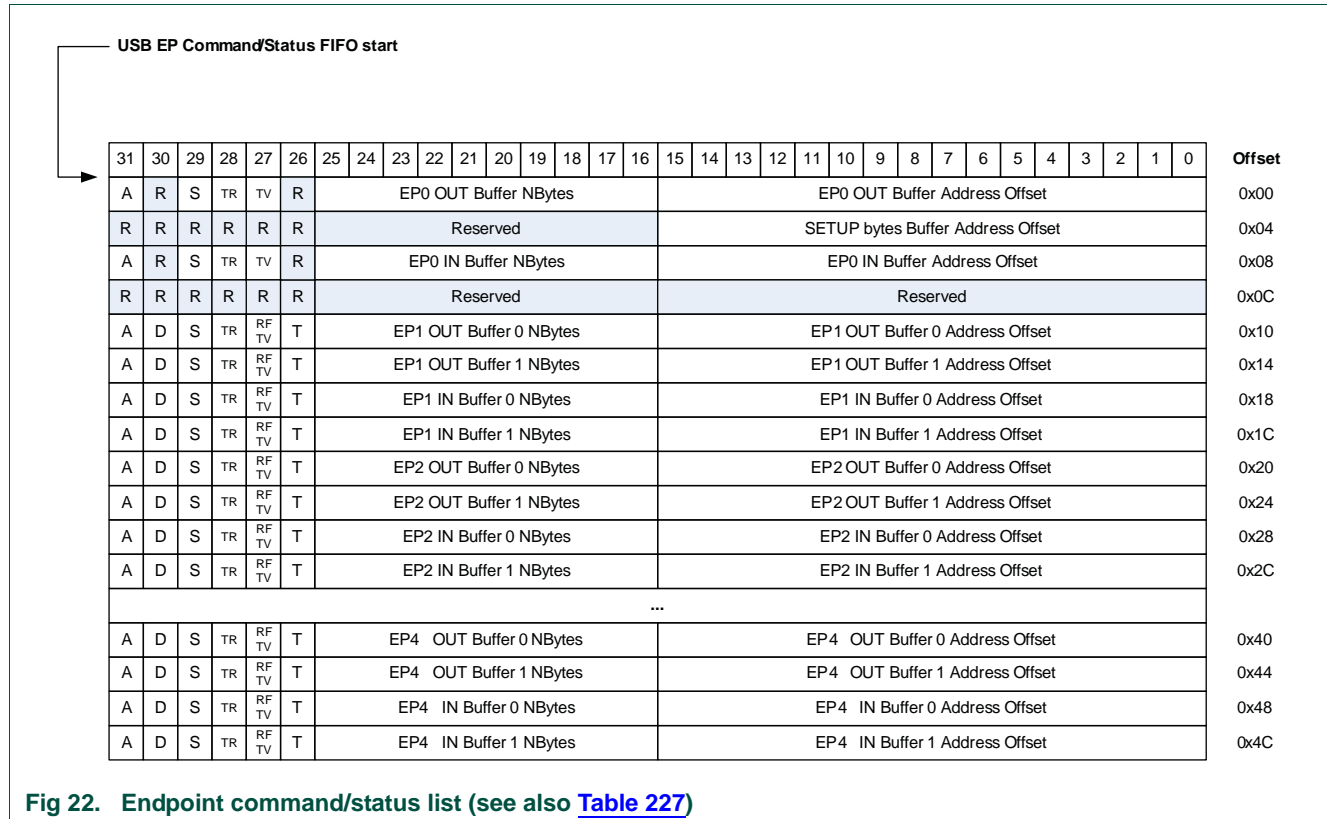 USB EP Command/Status FIFO start
31 30 29 28 27 26 25 24 23 22 21 20 19 18 17 16 15 14 13 12 11 10 9 8 7 6 5 4 3 2 1 0 Offset
A R S TR TV R EP0 OUT Buffer NBytes EP0 OUT Buffer Address Offset 0x00
R R R R R R Reserved SETUP bytes Buffer Address Offset 0x04
A R S TR TV R EP0 IN Buffer NBytes EP0 IN Buffer Address Offset 0x08
R R R R R R Reserved Reserved 0x0C
A D S TR RF TV T EP1 OUT Buffer 0 NBytes EP1 OUT Buffer 0 Address Offset 0x10
A D S TR RF TV T EP1 OUT Buffer 1 NBytes EP1 OUT Buffer 1 Address Offset 0x14
A D S TR RF TV T EP1 IN Buffer 0 NBytes EP1 IN Buffer 0 Address Offset 0x18
A D S TR RF TV T EP1 IN Buffer 1 NBytes EP1 IN Buffer 1 Address Offset 0x1C
A D S TR RF TV T EP2 OUT Buffer 0 NBytes EP2 OUT Buffer 0 Address Offset 0x20
A D S TR RF TV T EP2 OUT Buffer 1 NBytes EP2 OUT Buffer 1 Address Offset 0x24
A D S TR RF TV T EP2 IN Buffer 0 NBytes EP2 IN Buffer 0 Address Offset 0x28
A D S TR RF TV T EP2 IN Buffer 1 NBytes EP2 IN Buffer 1 Address Offset 0x2C
...
A D S TR RF TV T EP4 OUT Buffer 0 NBytes EP4 OUT Buffer 0 Address Offset 0x40
A D S TR RF TV T EP4 OUT Buffer 1 NBytes EP4 OUT Buffer 1 Address Offset 0x44
A D S TR RF TV T EP4 IN Buffer 0 NBytes EP4 IN Buffer 0 Address Offset 0x48
A D S TR RF TV T EP4 IN Buffer 1 NBytes EP4 IN Buffer 1 Address Offset 0x4C
Fig 22. Endpoint command/status list (see also Table 227)